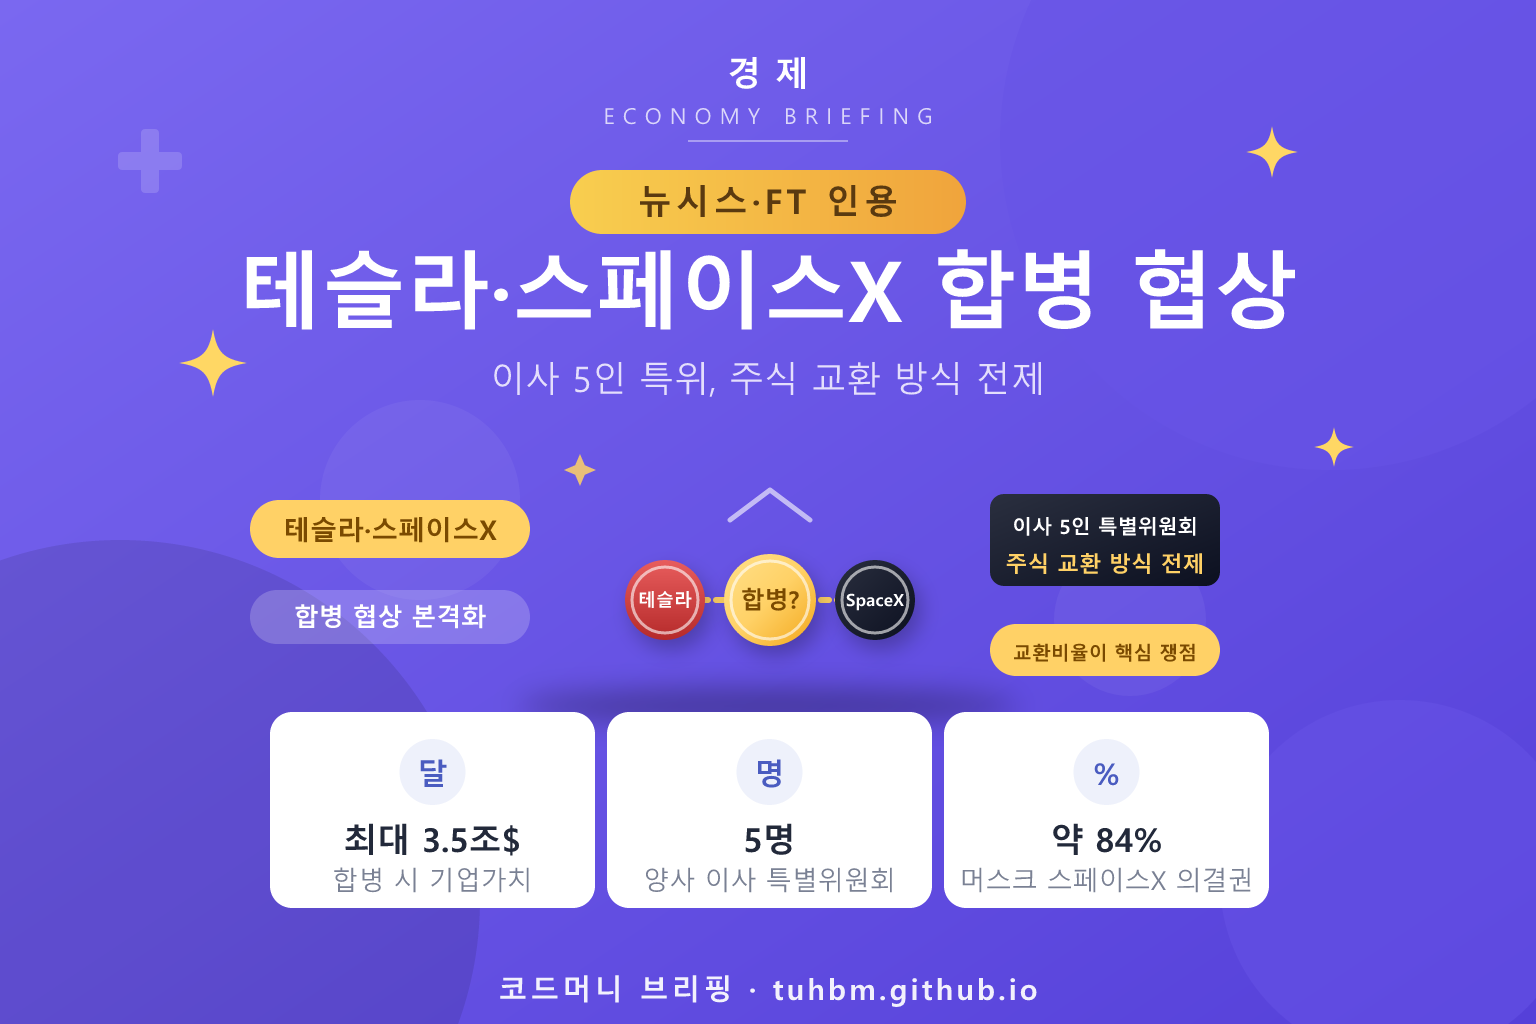 경제
ECONOMY BRIEFING
뉴시스·FT 인용
테슬라·스페이스X 합병 협상
이사 5인 특위, 주식 교환 방식 전제
테슬라·스페이스X
합병 협상 본격화
테슬라
합병?
SpaceX
이사 5인 특별위원회
주식 교환 방식 전제
교환비율이 핵심 쟁점
달
최대 3.5조$
합병 시 기업가치
명
5명
양사 이사 특별위원회
%
약 84%
머스크 스페이스X 의결권
코드머니 브리핑 · tuhbm.github.io